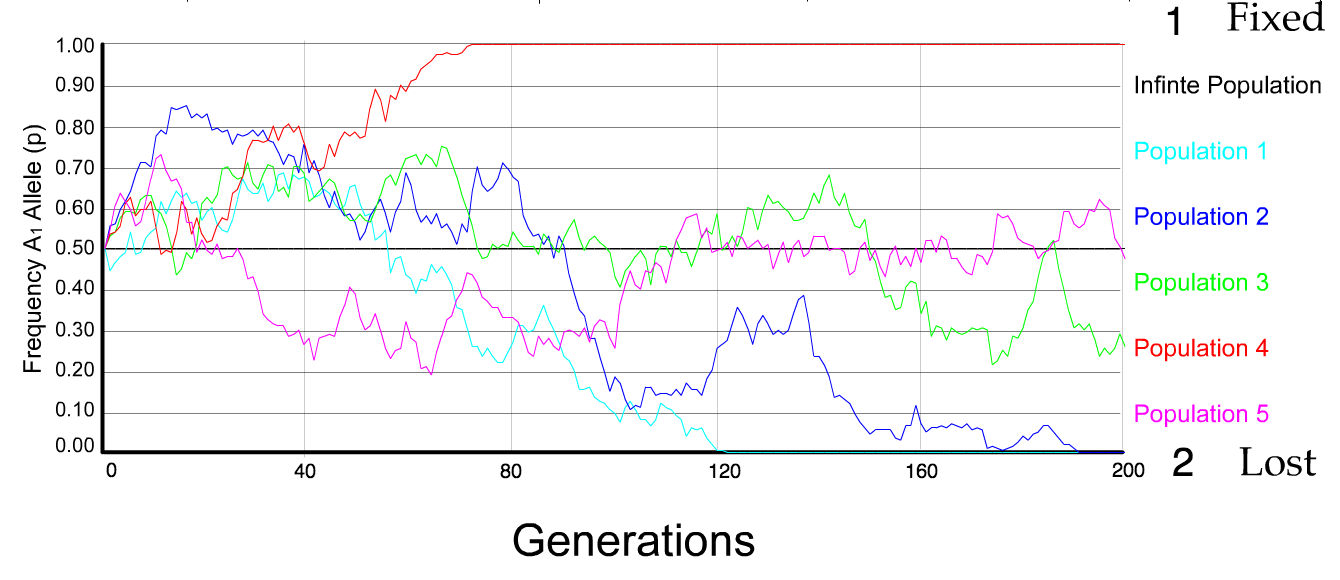 1 Fixed
1.00
0.90
0.80
0.70
0.60
0.50
0.40
0.30
0.20
0.10
0.00
Frequency A1 Allele (p)
Infinte Population
Population 1
Population 2
Population 3
Population 4
Population 5
2 Lost
0 40 80 120 160 200
Generations